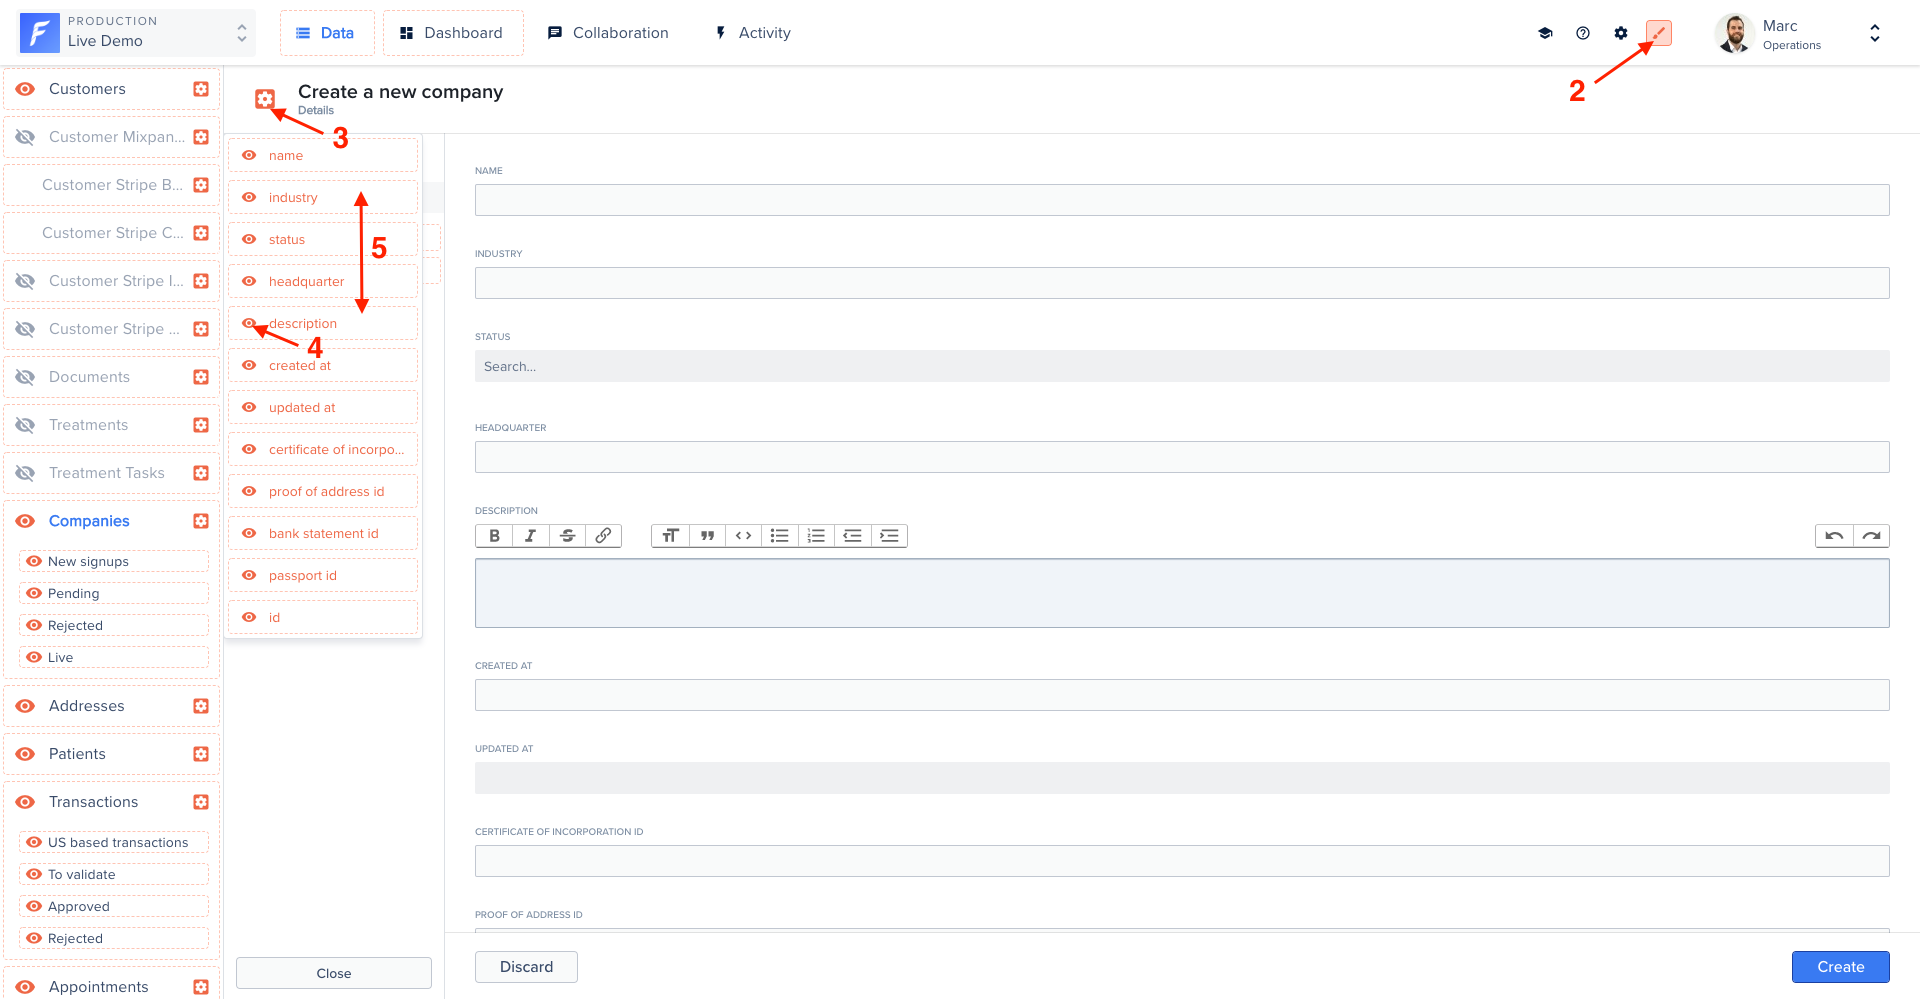 PRODUCTION
Live Demo
Data
Dashboard
Collaboration
Activity
Marc
Operations
2
Customers
Customer Mixpan...
Customer Stripe B...
Customer Stripe C...
Customer Stripe I...
Customer Stripe ...
Documents
Treatments
Treatment Tasks
Companies
New signups
Pending
Rejected
Live
Addresses
Patients
Transactions
US based transactions
To validate
Approved
Rejected
Appointments
Create a new company
Details
3
name
industry
status
5
headquarter
description
4
created at
updated at
certificate of incorpo...
proof of address id
bank statement id
passport id
id
Close
NAME
INDUSTRY
STATUS
Search...
HEADQUARTER
DESCRIPTION
CREATED AT
UPDATED AT
CERTIFICATE OF INCORPORATION ID
PROOF OF ADDRESS ID
Discard
Create